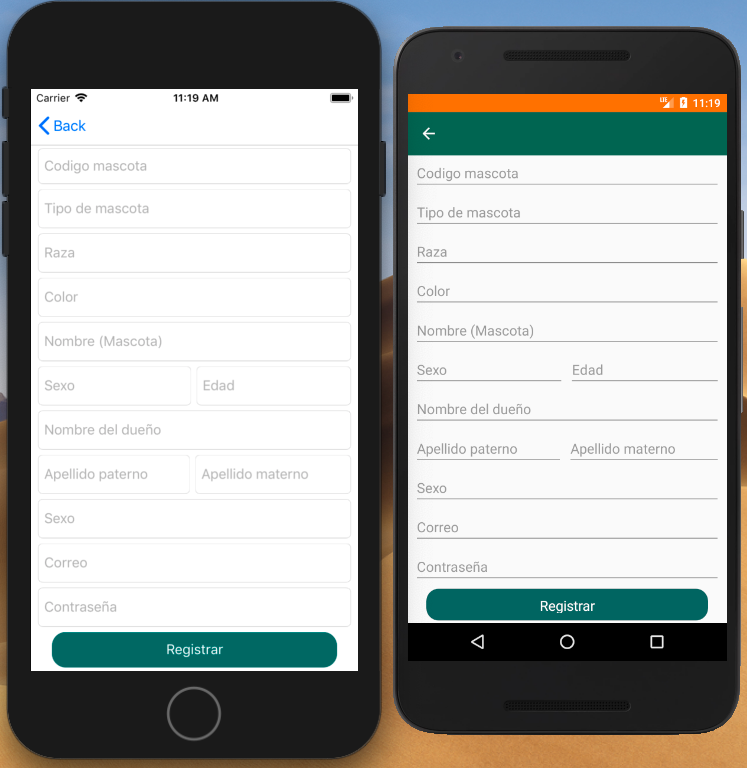 Carrier 11:19 AM
Back
Codigo mascota
Tipo de mascota
Raza
Color
Nombre (Mascota)
Sexo Edad
Nombre del dueño
Apellido paterno Apellido materno
Sexo
Correo
Contraseña
Registrar
LTE 11:19
Codigo mascota
Tipo de mascota
Raza
Color
Nombre (Mascota)
Sexo Edad
Nombre del dueño
Apellido paterno Apellido materno
Sexo
Correo
Contraseña
Registrar